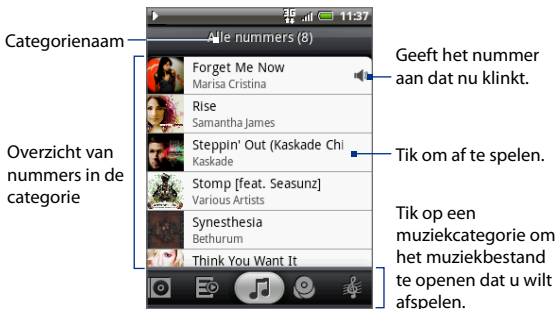 3G 11:37
Alle nummers (8)
Categorienaam
Overzicht van
nummers in de
categorie
Forget Me Now
Marisa Cristina
Rise
Samantha James
Steppin' Out (Kaskade Chi
Kaskade
Stomp [feat. Seasunz]
Various Artists
Synesthesia
Bethurum
Think You Want It
Geeft het nummer
aan dat nu klinkt.
Tik om af te spelen.
Tik op een
muziekcategorie om
het muziekbestand
te openen dat u wilt
afspelen.